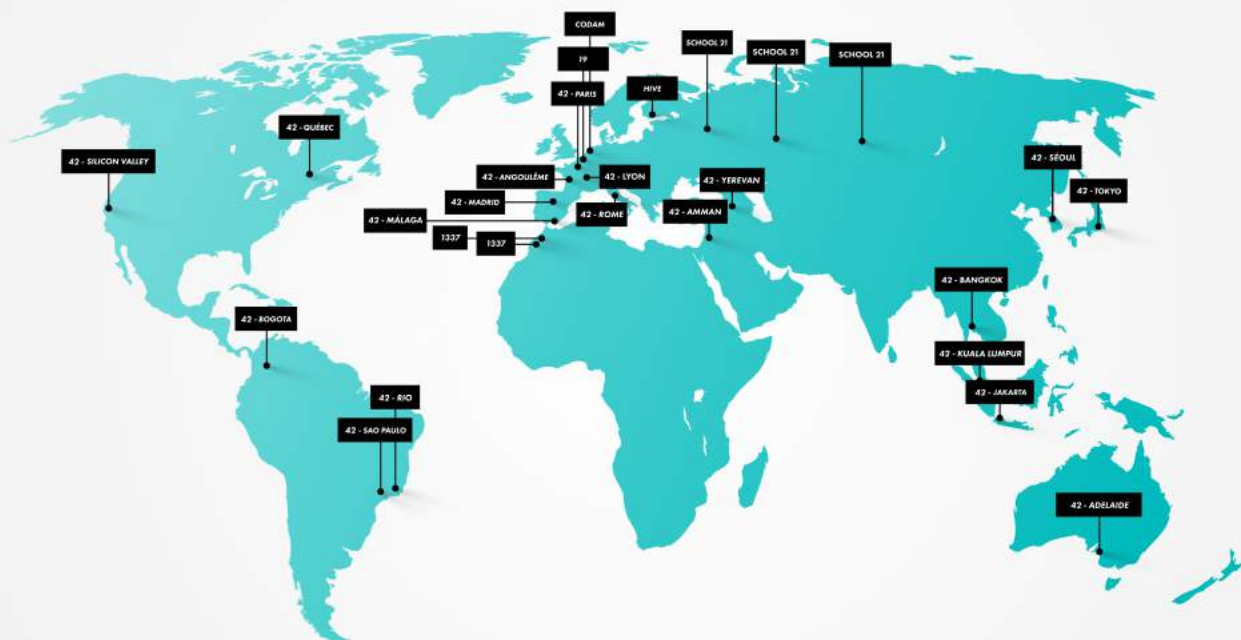 CODAM
19
42 - PARIS
HIVE
SCHOOL 21
SCHOOL 21
SCHOOL 21
42 - QUÉBEC
42 - SILICON VALLEY
42 - ANGOULÊME
42 - LYON
42 - YEREVAN
42 - SÉOUL
42 - TOKYO
42 - MADRID
42 - MÁLAGA
42 - ROME
42 - AMMAN
1337
1337
42 - BANGKOK
42 - BOGOTA
42 - KUALA LUMPUR
42 - JAKARTA
42 - RIO
42 - SAO PAULO
42 - ADELAIDE